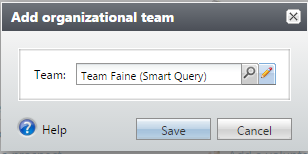 Add organizational team
Team: Team Faine (Smart Query)
Help Save Cancel